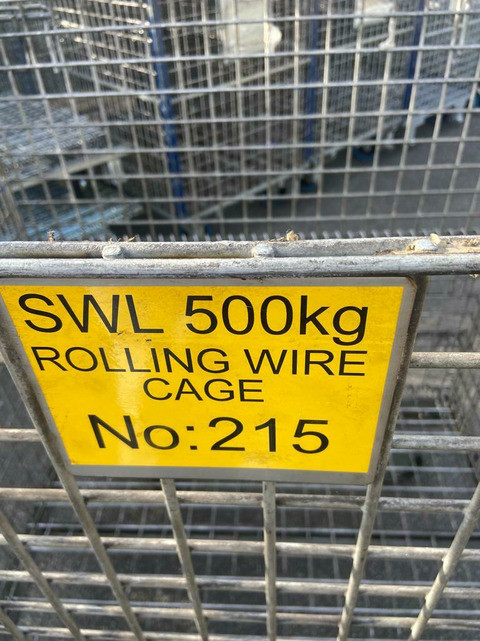 SWL 500kg
ROLLING WIRE
CAGE
No:215